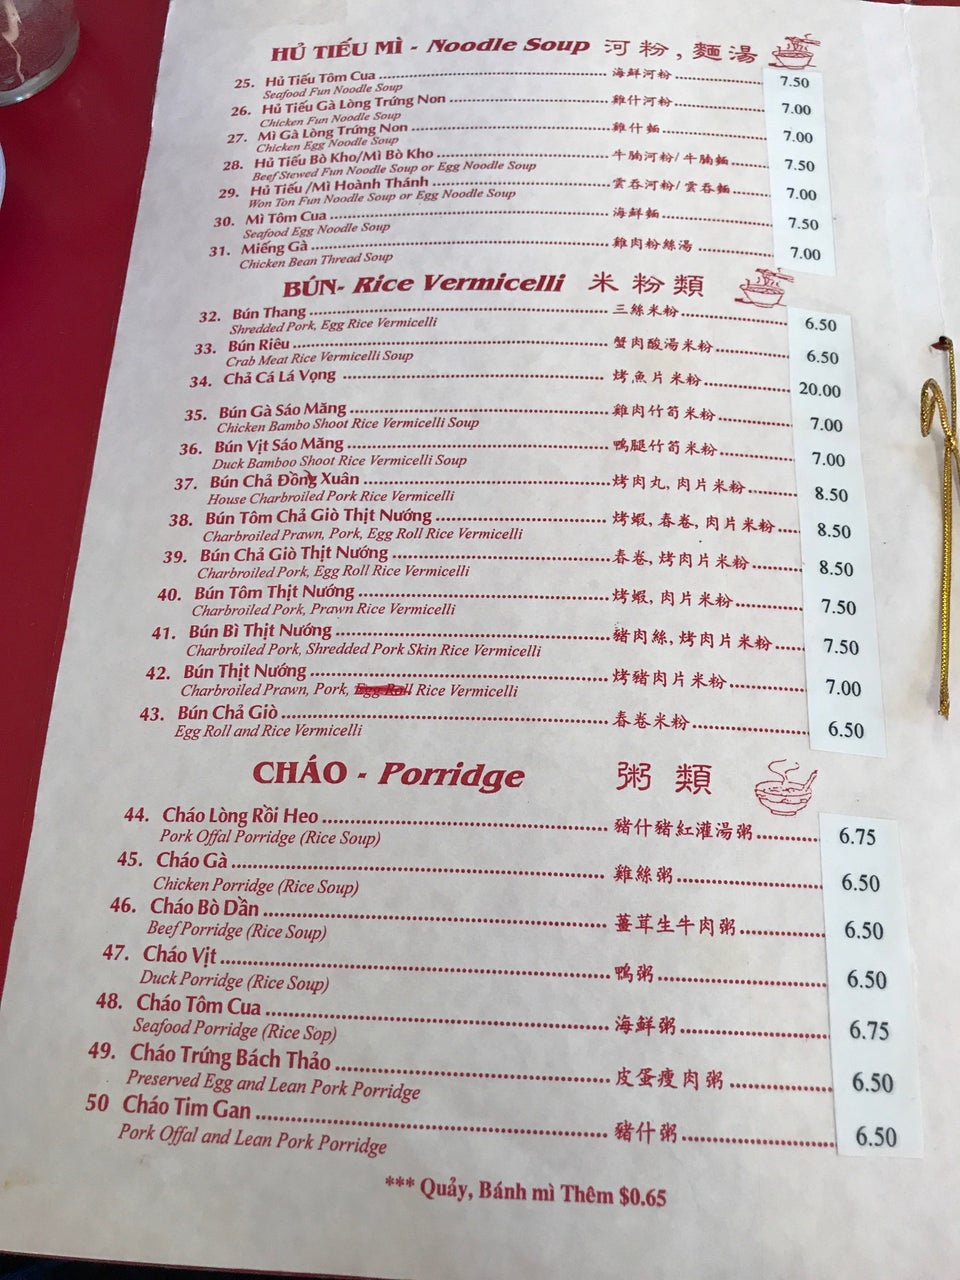 HỦ TIẾU MÌ - Noodle Soup 河粉,麵湯
25. Hủ Tiếu Tôm Cua 海鮮河粉 7.50
Seafood Fun Noodle Soup
26. Hủ Tiếu Gà Lòng Trứng Non 雞什河粉 7.00
Chicken Fun Noodle Soup
27. Mì Gà Lòng Trứng Non 雞什麵 7.00
Chicken Egg Noodle Soup
28. Hủ Tiếu Bò Kho/Mì Bò Kho 牛腩河粉/牛腩麵 7.50
Beef Stewed Fun Noodle Soup or Egg Noodle Soup
29. Hủ Tiếu /Mì Hoành Thánh 雲吞河粉/雲吞麵 7.00
Won Ton Fun Noodle Soup or Egg Noodle Soup
30. Mì Tôm Cua 海鮮麵 7.50
Seafood Egg Noodle Soup
31. Miếng Gà 雞肉粉絲湯 7.00
Chicken Bean Thread Soup
BÚN- Rice Vermicelli 米粉類
32. Bún Thang 三絲米粉 6.50
Shredded Pork, Egg Rice Vermicelli
33. Bún Riêu 蟹肉酸湯米粉 6.50
Crab Meat Rice Vermicelli Soup
34. Chả Cá Lá Vọng 烤魚片米粉 20.00
35. Bún Gà Sáo Măng 雞肉竹筍米粉 7.00
Chicken Bambo Shoot Rice Vermicelli Soup
36. Bún Vịt Sáo Măng 鴨腿竹筍米粉 7.00
Duck Bamboo Shoot Rice Vermicelli Soup
37. Bún Chả Đồng Xuân 烤肉丸,肉片米粉 8.50
House Charbroiled Pork Rice Vermicelli
38. Bún Tôm Chả Giò Thịt Nướng 烤蝦,春卷,肉片米粉 8.50
Charbroiled Prawn, Pork, Egg Roll Rice Vermicelli
39. Bún Chả Giò Thịt Nướng 春卷,烤肉片米粉 8.50
Charbroiled Pork, Egg Roll Rice Vermicelli
40. Bún Tôm Thịt Nướng 烤蝦,肉片米粉 7.50
Charbroiled Pork, Prawn Rice Vermicelli
41. Bún Bì Thịt Nướng 豬肉絲,烤肉片米粉 7.50
Charbroiled Pork, Shredded Pork Skin Rice Vermicelli
42. Bún Thịt Nướng 烤豬肉片米粉 7.00
Charbroiled Prawn, Pork, Egg Roll Rice Vermicelli
43. Bún Chả Giò 春卷米粉 6.50
Egg Roll and Rice Vermicelli
CHÁO - Porridge 粥類
44. Cháo Lòng Rồi Heo 豬什豬紅灌湯粥 6.75
Pork Offal Porridge (Rice Soup)
45. Cháo Gà 雞絲粥 6.50
Chicken Porridge (Rice Soup)
46. Cháo Bò Dần 薑茸生牛肉粥 6.50
Beef Porridge (Rice Soup)
47. Cháo Vịt 鴨粥 6.50
Duck Porridge (Rice Soup)
48. Cháo Tôm Cua 海鮮粥 6.75
Seafood Porridge (Rice Sop)
49. Cháo Trứng Bách Thảo 皮蛋瘦肉粥 6.50
Preserved Egg and Lean Pork Porridge
50 Cháo Tim Gan 豬什粥 6.50
Pork Offal and Lean Pork Porridge
*** Quảy, Bánh mì Thêm $0.65